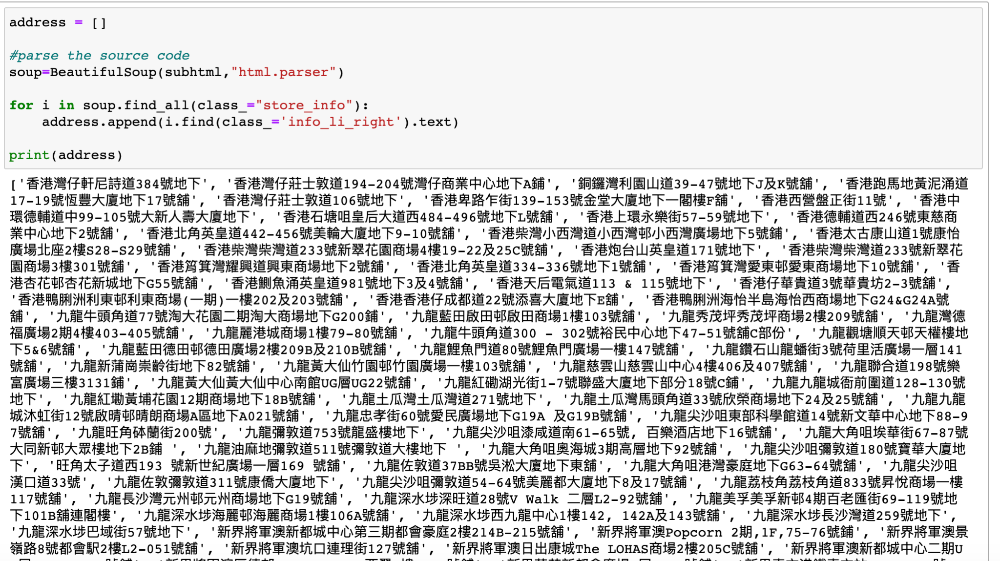 address = []
#parse the source code
soup=BeautifulSoup(subhtml,"html.parser")
for i in soup.find_all(class_="store_info"):
    address.append(i.find(class_='info_li_right').text)
print(address)
['香港灣仔軒尼詩道384號地下', '香港灣仔莊士敦道194-204號灣仔商業中心地下A鋪', '銅鑼灣利園山道39-47號地下J及K號舖', '香港跑馬地黃泥涌道
17-19號恆豐大廈地下17號舖', '香港灣仔莊士敦道106號地下', '香港卑路乍街139-153號金堂大廈地下一閣樓F舖', '香港西營盤正街11號', '香港中
環德輔道中99-105號大新人壽大廈地下', '香港石塘咀皇后大道西484-496號地下L號舖', '香港上環永樂街57-59號地下', '香港德輔道西246號東慈商
業中心地下2號舖', '香港北角英皇道442-456號美輪大廈地下9-10號舖', '香港柴灣小西灣道小西灣邨小西灣廣場地下5號鋪', '香港太古康山道1號康怡
廣場北座2樓S28-S29號舖', '香港柴灣柴灣道233號新翠花園商場4樓19-22及25C號舖', '香港炮台山英皇道171號地下', '香港柴灣柴灣道233號新翠花
園商場3樓301號舖', '香港筲箕灣耀興道興東商場地下2號舖', '香港北角英皇道334-336號地下1號舖', '香港筲箕灣愛東邨愛東商場地下10號舖', '香
港杏花邨杏花新城地下G55號舖', '香港鰂魚涌英皇道981號地下3及4號舖', '香港天后電氣道113 & 115號地下', '香港仔華貴道3號華貴坊2-3號舖',
'香港鴨脷洲利東邨利東商場(一期)一樓202及203號舖', '香港香港仔成都道22號添喜大廈地下E舖', '香港鴨脷洲海怡半島海怡西商場地下G24&G24A號
舖', '九龍牛頭角道77號淘大花園二期淘大商場地下G200鋪', '九龍藍田啟田邨啟田商場1樓103號舖', '九龍秀茂坪秀茂坪商場2樓209號舖', '九龍灣德
福廣場2期4樓403-405號舖', '九龍麗港城商場1樓79-80號舖', '九龍牛頭角道300 - 302號裕民中心地下47-51號舖C部份', '九龍觀塘順天邨天權樓地
下5&6號舖', '九龍藍田德田邨德田廣場2樓209B及210B號舖', '九龍鯉魚門道80號鯉魚門廣場一樓147號舖', '九龍鑽石山龍蟠街3號荷里活廣場一層141
號舖', '九龍新蒲崗崇齡街地下82號舖', '九龍黃大仙竹園邨竹園廣場一樓103號舖', '九龍慈雲山慈雲山中心4樓406及407號舖', '九龍聯合道198號樂
富廣場三樓3131鋪', '九龍黃大仙黃大仙中心南館UG層UG22號舖', '九龍紅磡湖光街1-7號聯盛大廈地下部分18號C鋪', '九龍九龍城衙前圍道128-130號
地下', '九龍紅墈黃埔花園12期商場地下18B號舖', '九龍土瓜灣土瓜灣道271號地下', '九龍土瓜灣馬頭角道33號欣榮商場地下24及25號舖', '九龍九龍
城沐虹街12號啟晴邨晴朗商場A區地下A021號舖', '九龍忠孝街60號愛民廣場地下G19A 及G19B號舖', '九龍尖沙咀東部科學館道14號新文華中心地下88-9
7號舖', '九龍旺角砵蘭街200號', '九龍彌敦道753號龍盛樓地下', '九龍尖沙咀漆咸道南61-65號, 百樂酒店地下16號舖', '九龍大角咀埃華街67-87號
大同新邨大眾樓地下2B鋪 ', '九龍油麻地彌敦道511號彌敦道大樓地下 ', '九龍大角咀奧海城3期高層地下92號舖', '九龍尖沙咀彌敦道180號寶華大廈地
下', '旺角太子道西193 號新世紀廣場一層169 號舖', '九龍佐敦道37BB號吳淞大廈地下東舖', '九龍大角咀港灣豪庭地下G63-64號舖', '九龍尖沙咀
漢口道33號', '九龍佐敦彌敦道311號康僑大廈地下', '九龍尖沙咀彌敦道54-64號美麗都大廈地下8及17號舖', '九龍荔枝角荔枝角道833號昇悅商場一樓
117號舖', '九龍長沙灣元州邨元州商場地下G19號舖', '九龍深水埗深旺道28號V Walk 二層L2-92號舖', '九龍美孚美孚新邨4期百老匯街69-119號地
下101B舖連閣樓', '九龍深水埗海麗邨海麗商場1樓106A號舖', '九龍深水埗西九龍中心1樓142, 142A及143號舖', '九龍深水埗長沙灣道259號地下',
'九龍深水埗巴域街57號地下', '新界將軍澳新都城中心第三期都會豪庭2樓214B-215號舖', '新界將軍澳Popcorn 2期,1F,75-76號鋪', '新界將軍澳景
嶺路8號都會駅2樓L2-051號舖', '新界將軍澳坑口連理街127號舖', '新界將軍澳日出康城The LOHAS商場2樓205C號舖', '新界將軍澳新都城中心二期U